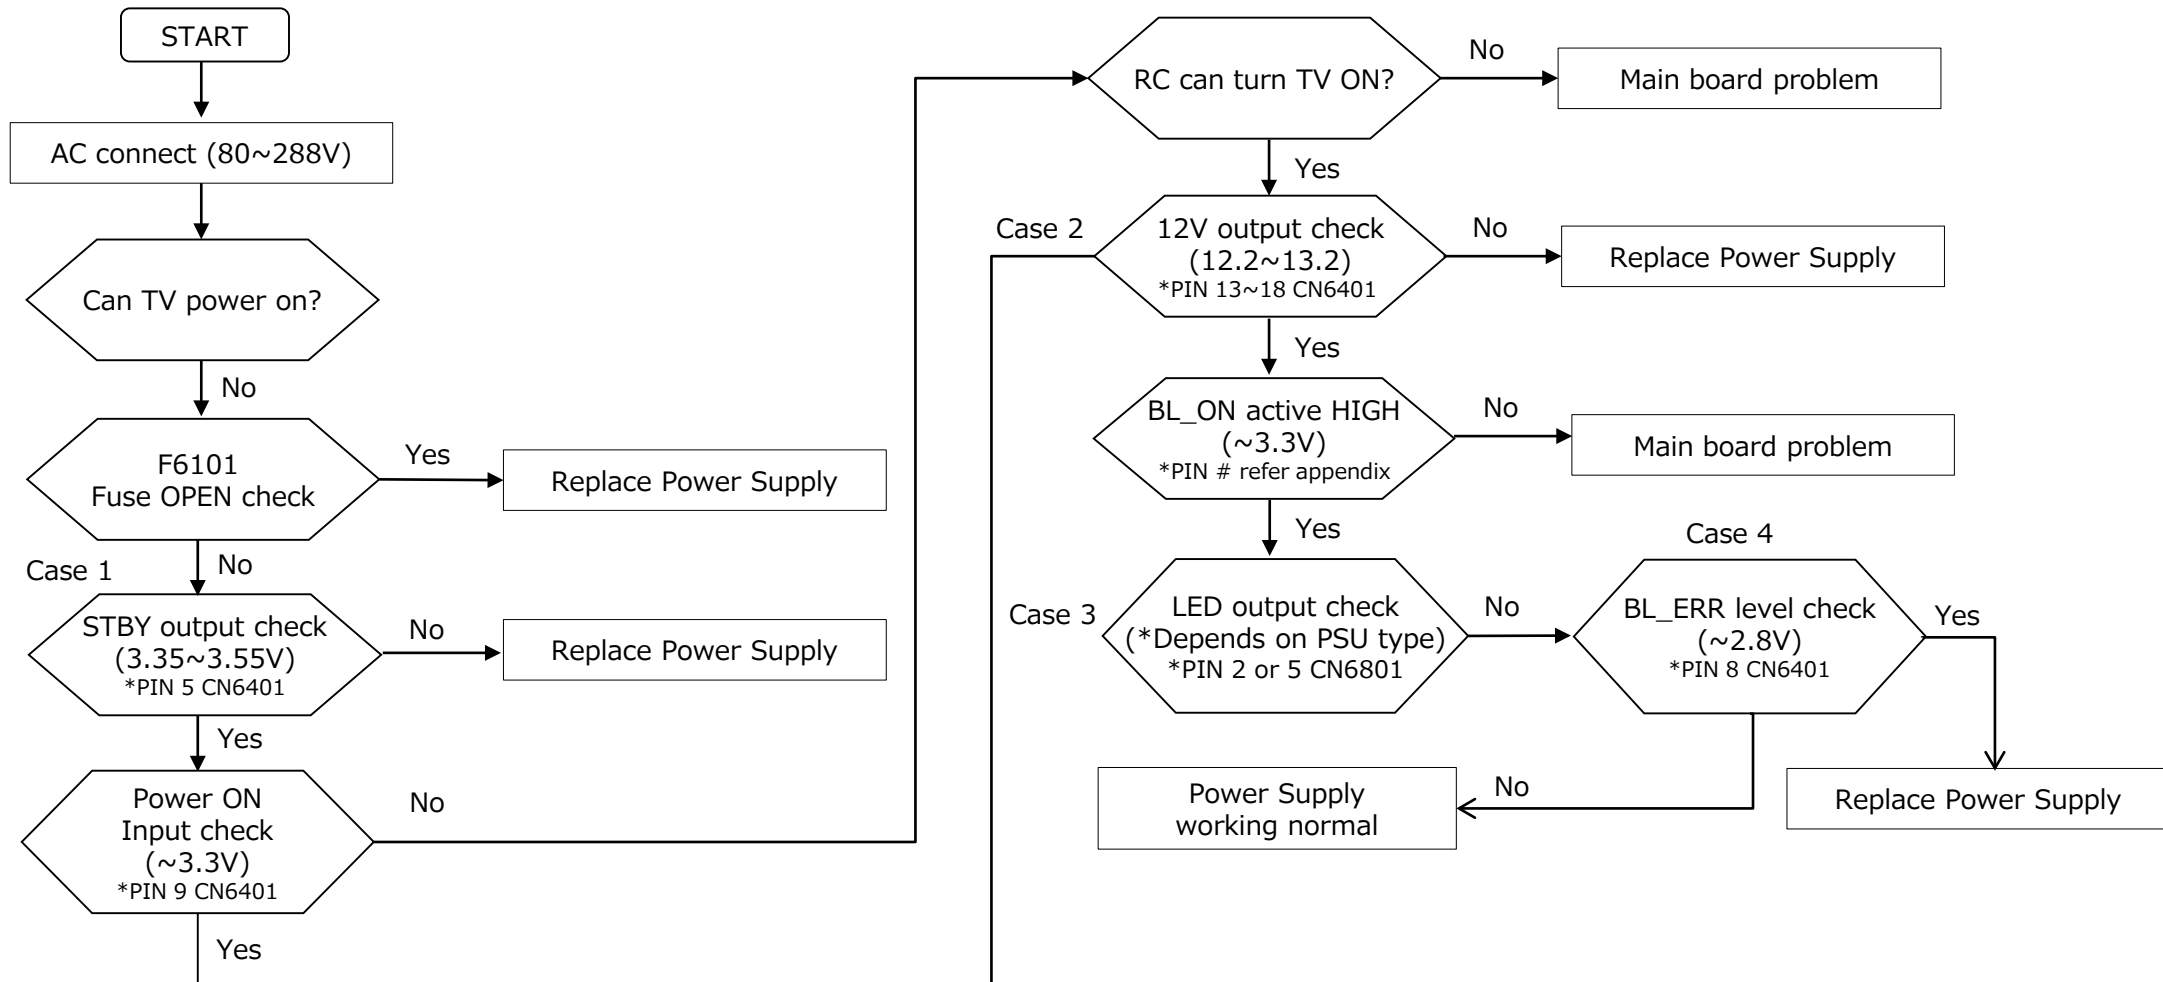 START
AC connect (80~288V)
Can TV power on?
No
F6101
Fuse OPEN check
Yes
Replace Power Supply
No
Case 1
STBY output check
(3.35~3.55V)
*PIN 5 CN6401
No
Replace Power Supply
Yes
Power ON
Input check
(~3.3V)
*PIN 9 CN6401
No
Yes
RC can turn TV ON?
No
Main board problem
Yes
Case 2
12V output check
(12.2~13.2)
*PIN 13~18 CN6401
No
Replace Power Supply
Yes
BL_ON active HIGH
(~3.3V)
*PIN # refer appendix
No
Main board problem
Yes
Case 3
LED output check
(*Depends on PSU type)
*PIN 2 or 5 CN6801
No
Case 4
BL_ERR level check
(~2.8V)
*PIN 8 CN6401
Yes
Replace Power Supply
No
Power Supply
working normal